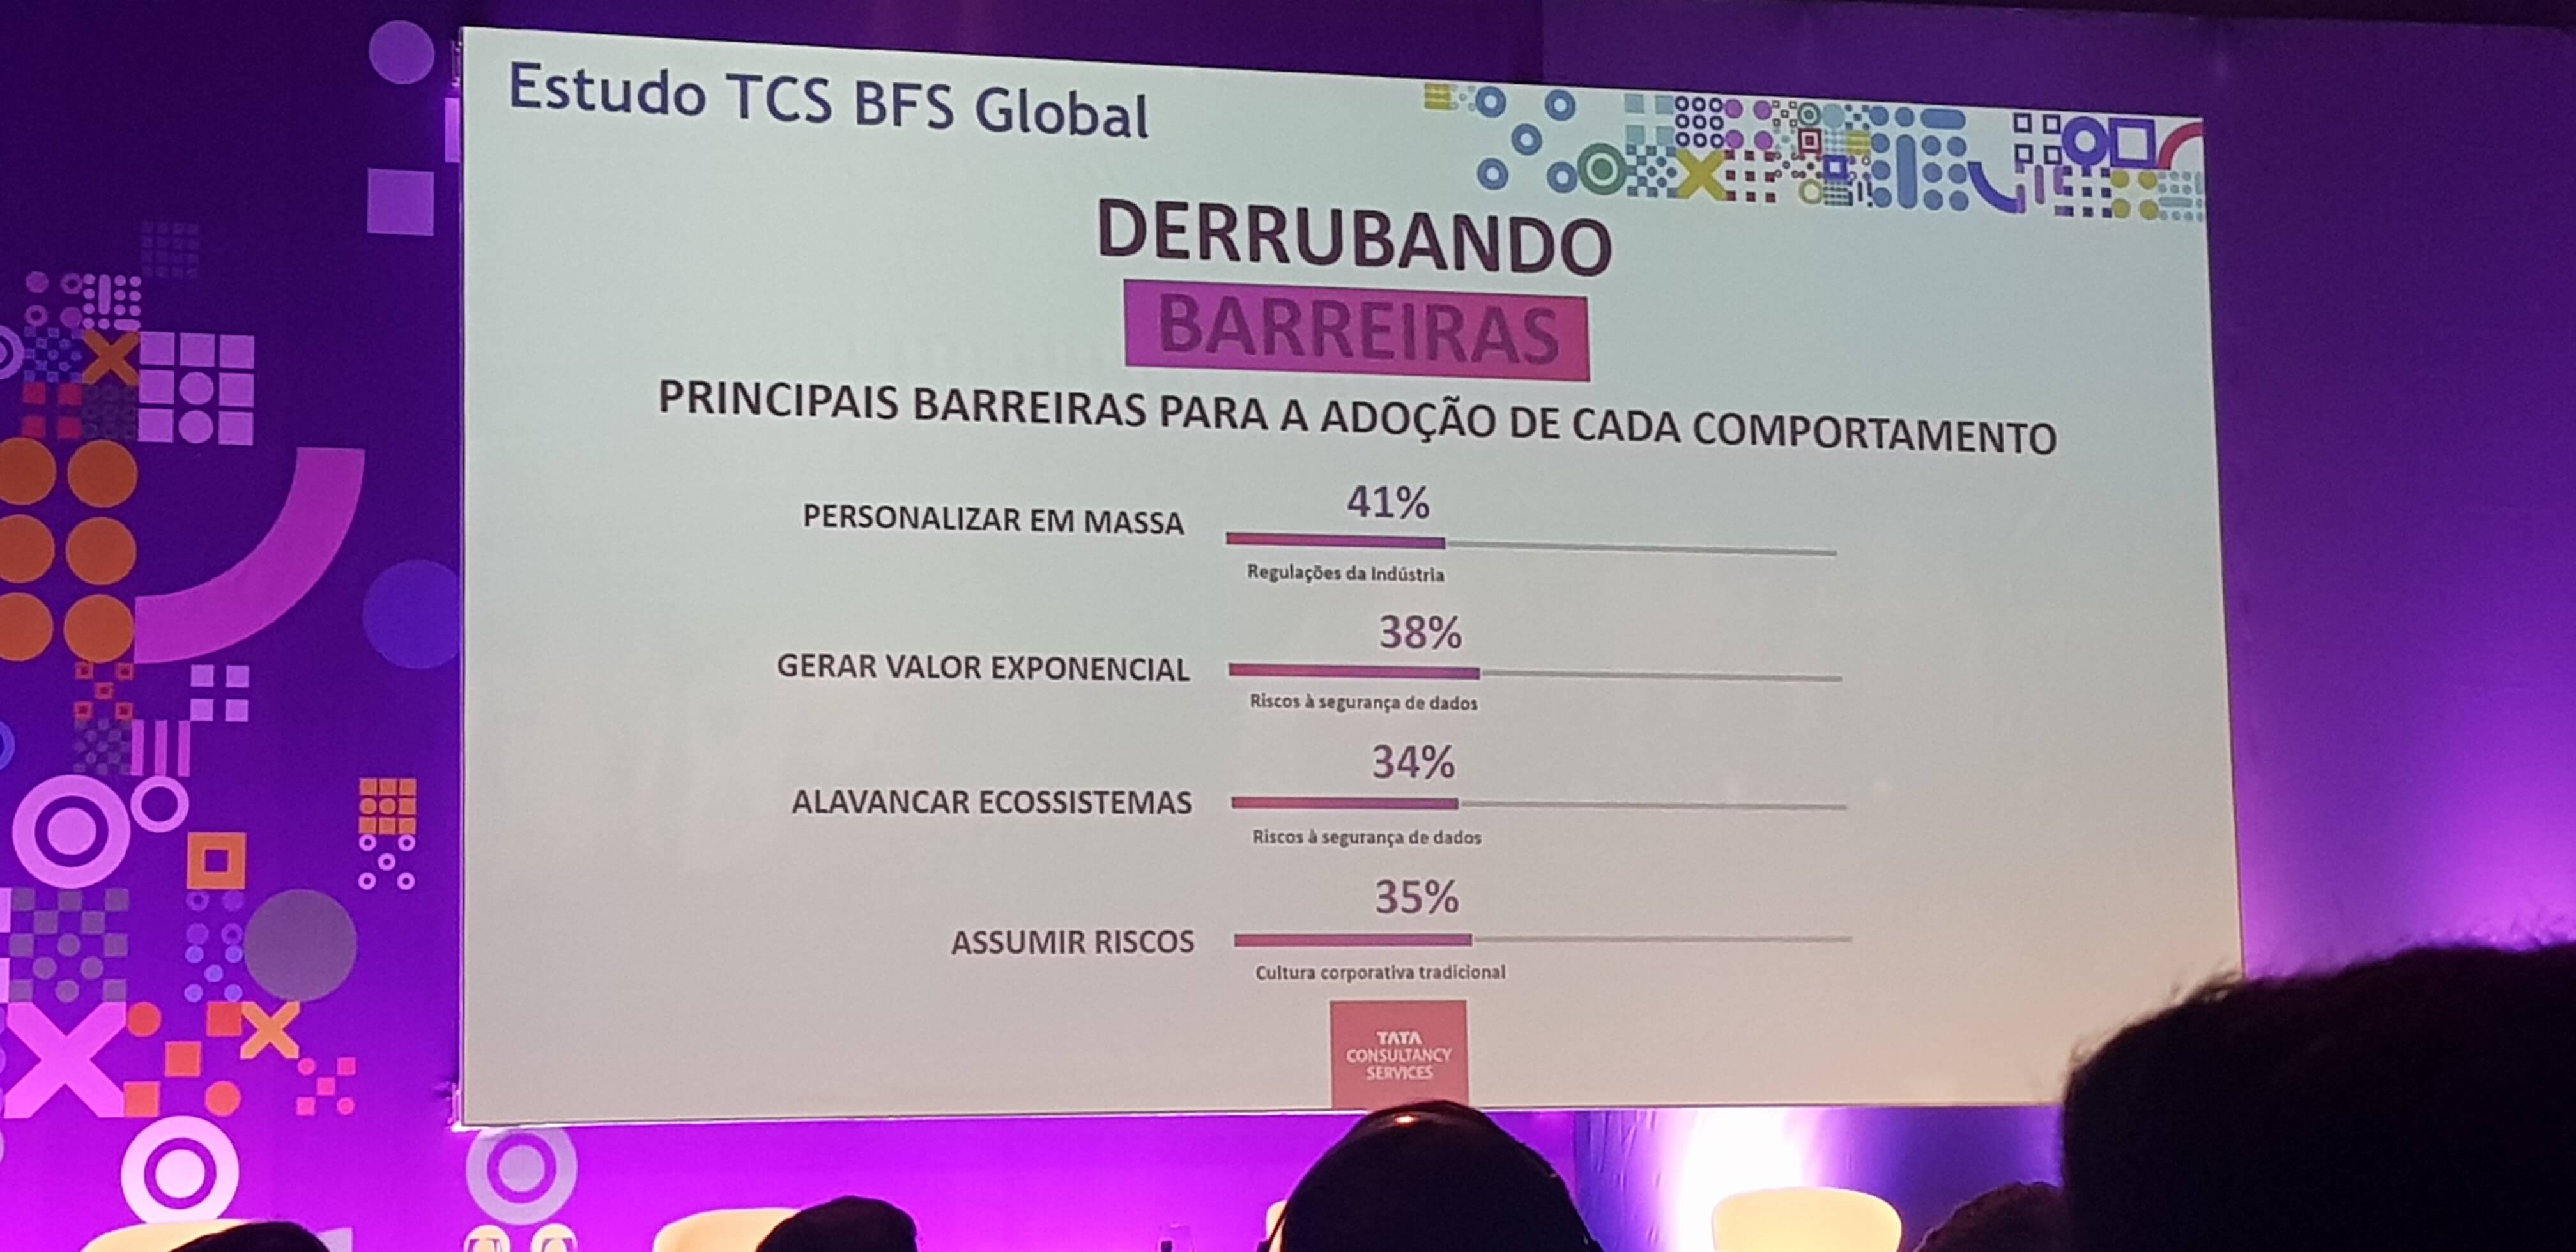 Estudo TCS BFS Global
DERRUBANDO
BARREIRAS
PRINCIPAIS BARREIRAS PARA A ADOÇÃO DE CADA COMPORTAMENTO
PERSONALIZAR EM MASSA
41%
Regulações da Indústria
GERAR VALOR EXPONENCIAL
38%
Riscos à segurança de dados
ALAVANCAR ECOSSISTEMAS
34%
Riscos à segurança de dados
ASSUMIR RISCOS
35%
Cultura corporativa tradicional
TATA
CONSULTANCY
SERVICES